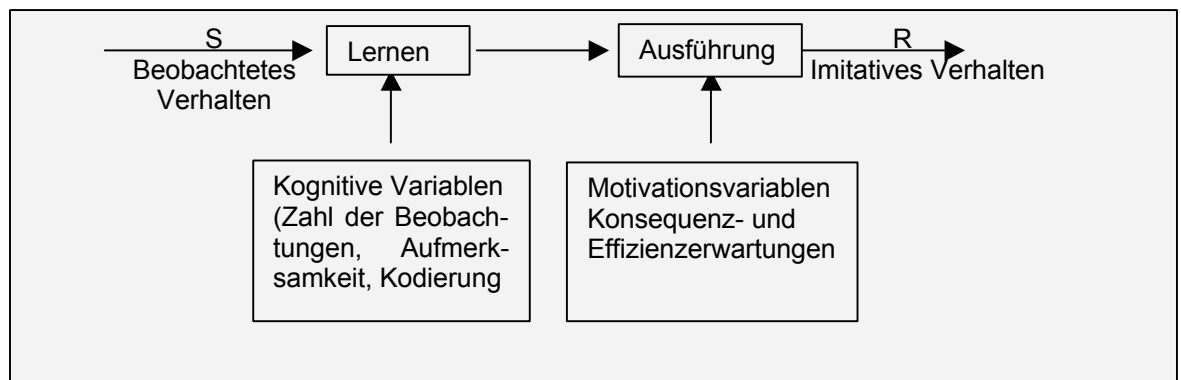 S
Beobachtetes
Verhalten
Lernen
Ausführung
R
Imitatives Verhalten
Kognitive Variablen
(Zahl der Beobach-
tungen, Aufmerk-
samkeit, Kodierung
Motivationsvariablen
Konsequenz- und
Effizienzerwartungen